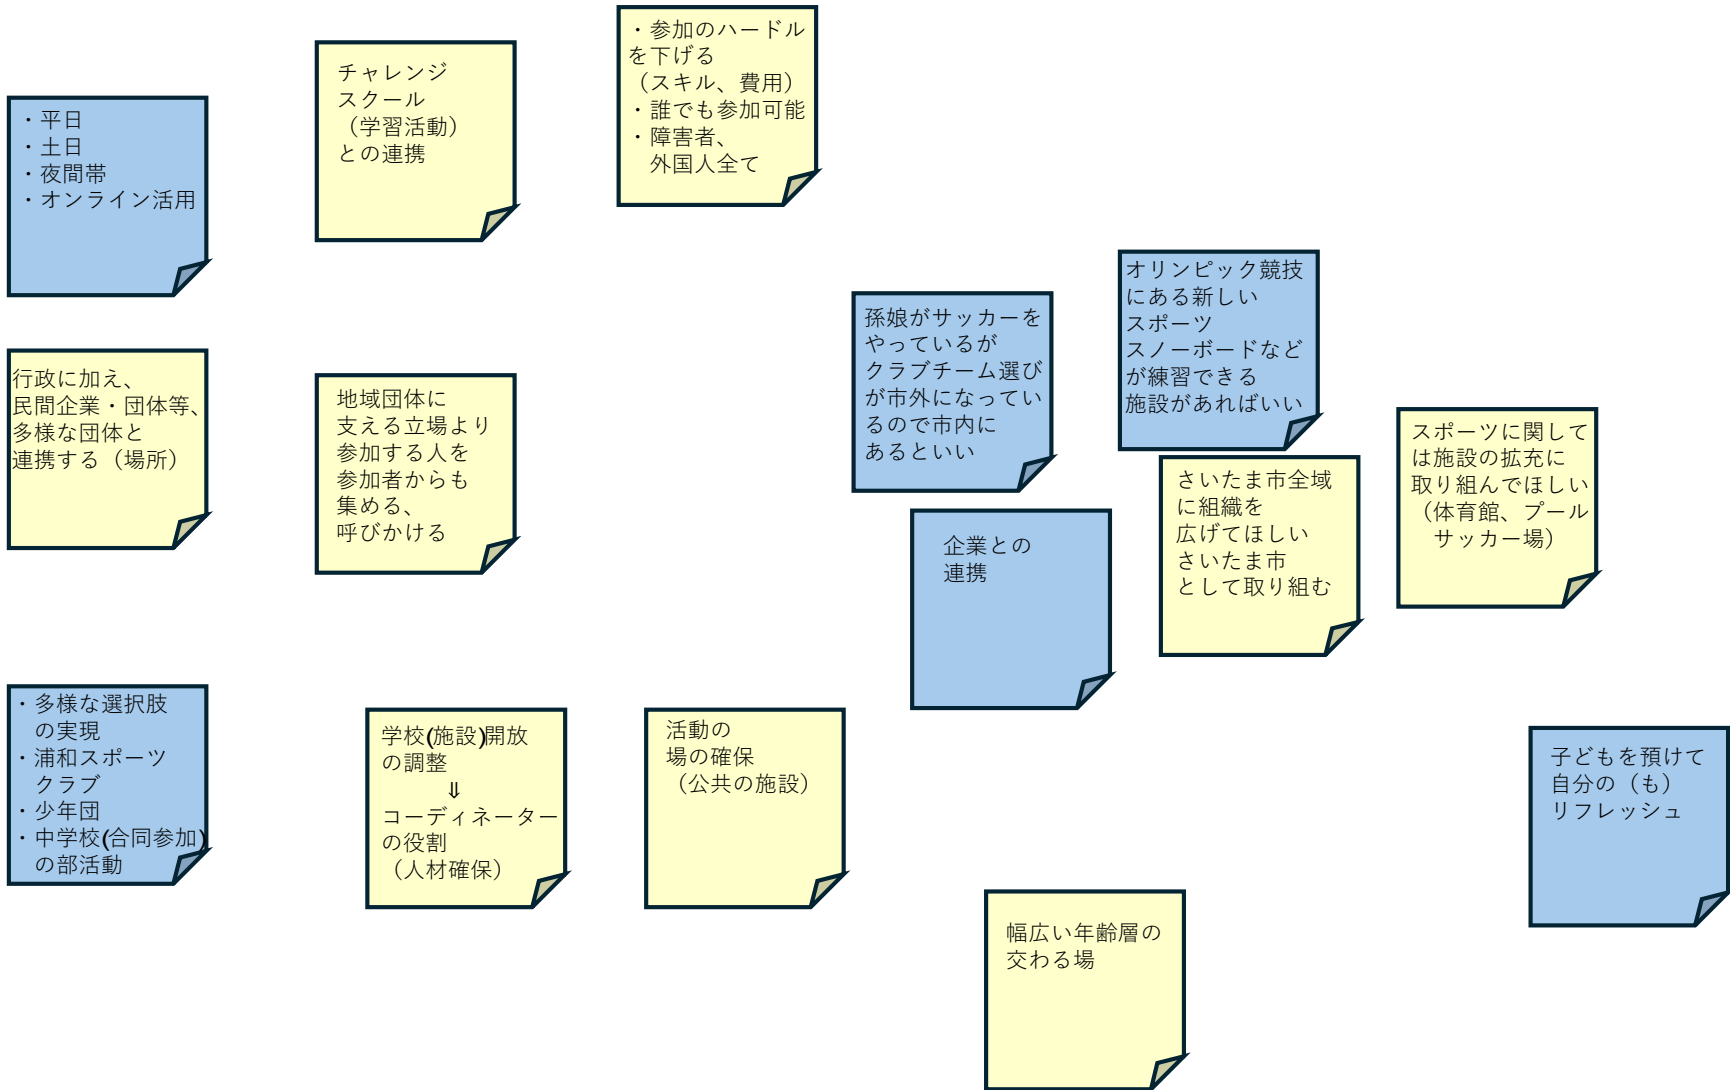 ・平日
・土日
・夜間帯
・オンライン活用
チャレンジ
スクール
（学習活動）
との連携
・参加のハードル
を下げる
（スキル、費用）
・誰でも参加可能
・障害者、
外国人全て
行政に加え、
民間企業・団体等、
多様な団体と
連携する（場所）
地域団体に
支える立場より
参加する人を
参加者からも
集める、
呼びかける
孫娘がサッカーを
やっているが
クラブチーム選び
が市外になってい
るので市内に
あるといい
オリンピック競技
にある新しい
スポーツ
スノーボードなど
が練習できる
施設があればいい
スポーツに関して
は施設の拡充に
取り組んでほしい
（体育館、プール
サッカー場）
さいたま市全域
に組織を
広げてほしい
さいたま市
として取り組む
企業との
連携
・多様な選択肢
の実現
・浦和スポーツ
クラブ
・少年団
・中学校(合同参加)
の部活動
学校(施設)開放
の調整
⇓
コーディネーター
の役割
（人材確保）
活動の
場の確保
（公共の施設）
子どもを預けて
自分の（も）
リフレッシュ
幅広い年齢層の
交わる場